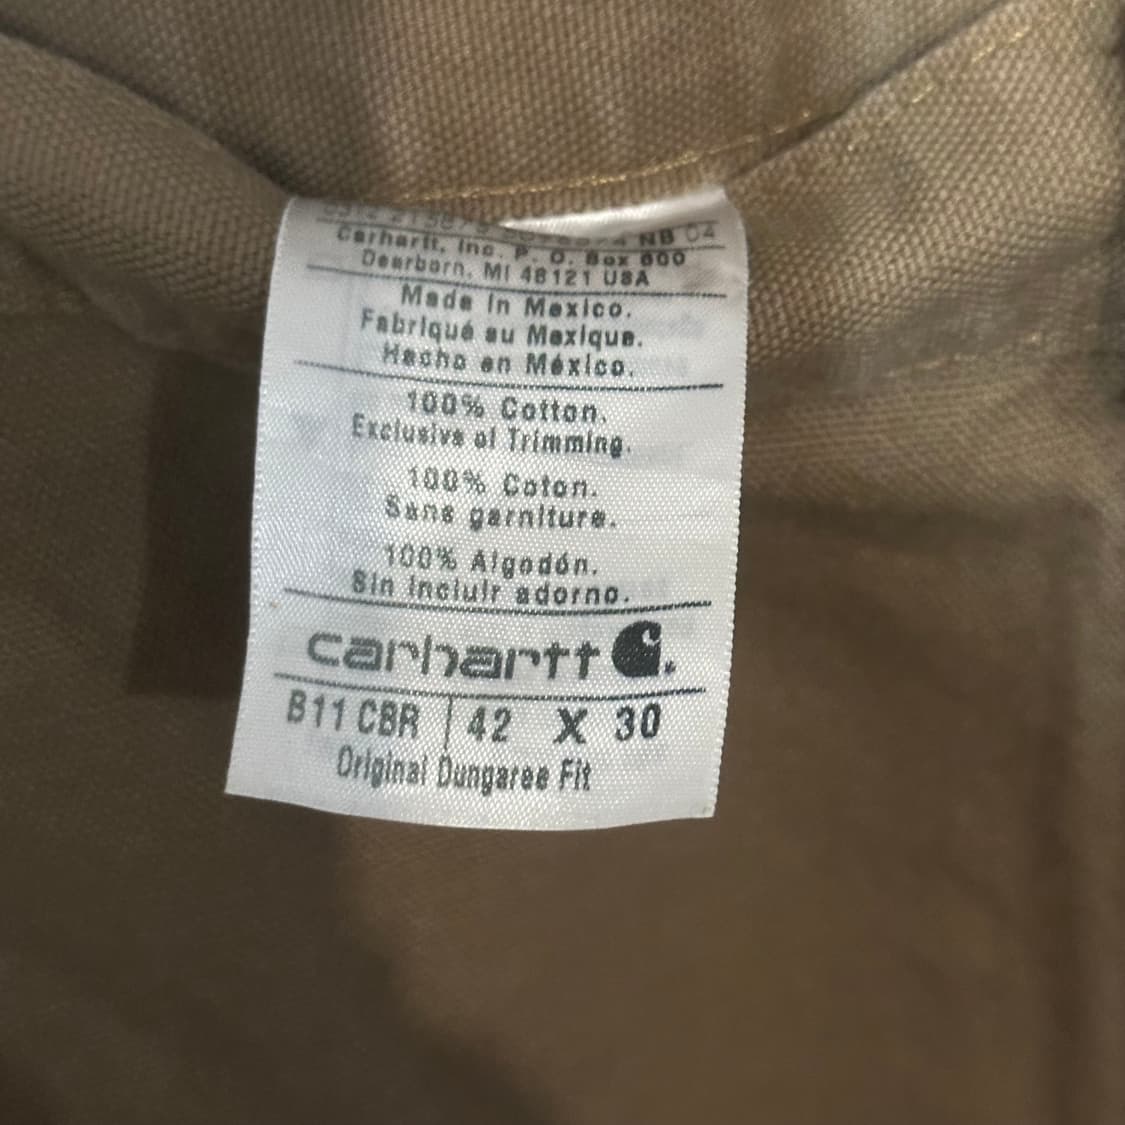 NB 04
Carhartt, Inc. P. O. Box 600
Dearborn, MI 48121 USA
Made in Mexico.
Fabriqué au Mexique.
Hecho en México.
100% Cotton.
Exclusive of Trimming.
100% Coton.
Sans garniture.
100% Algodón.
Sin incluir adorno.
carhartt
B11 CBR | 42 X 30
Original Dungaree Fit